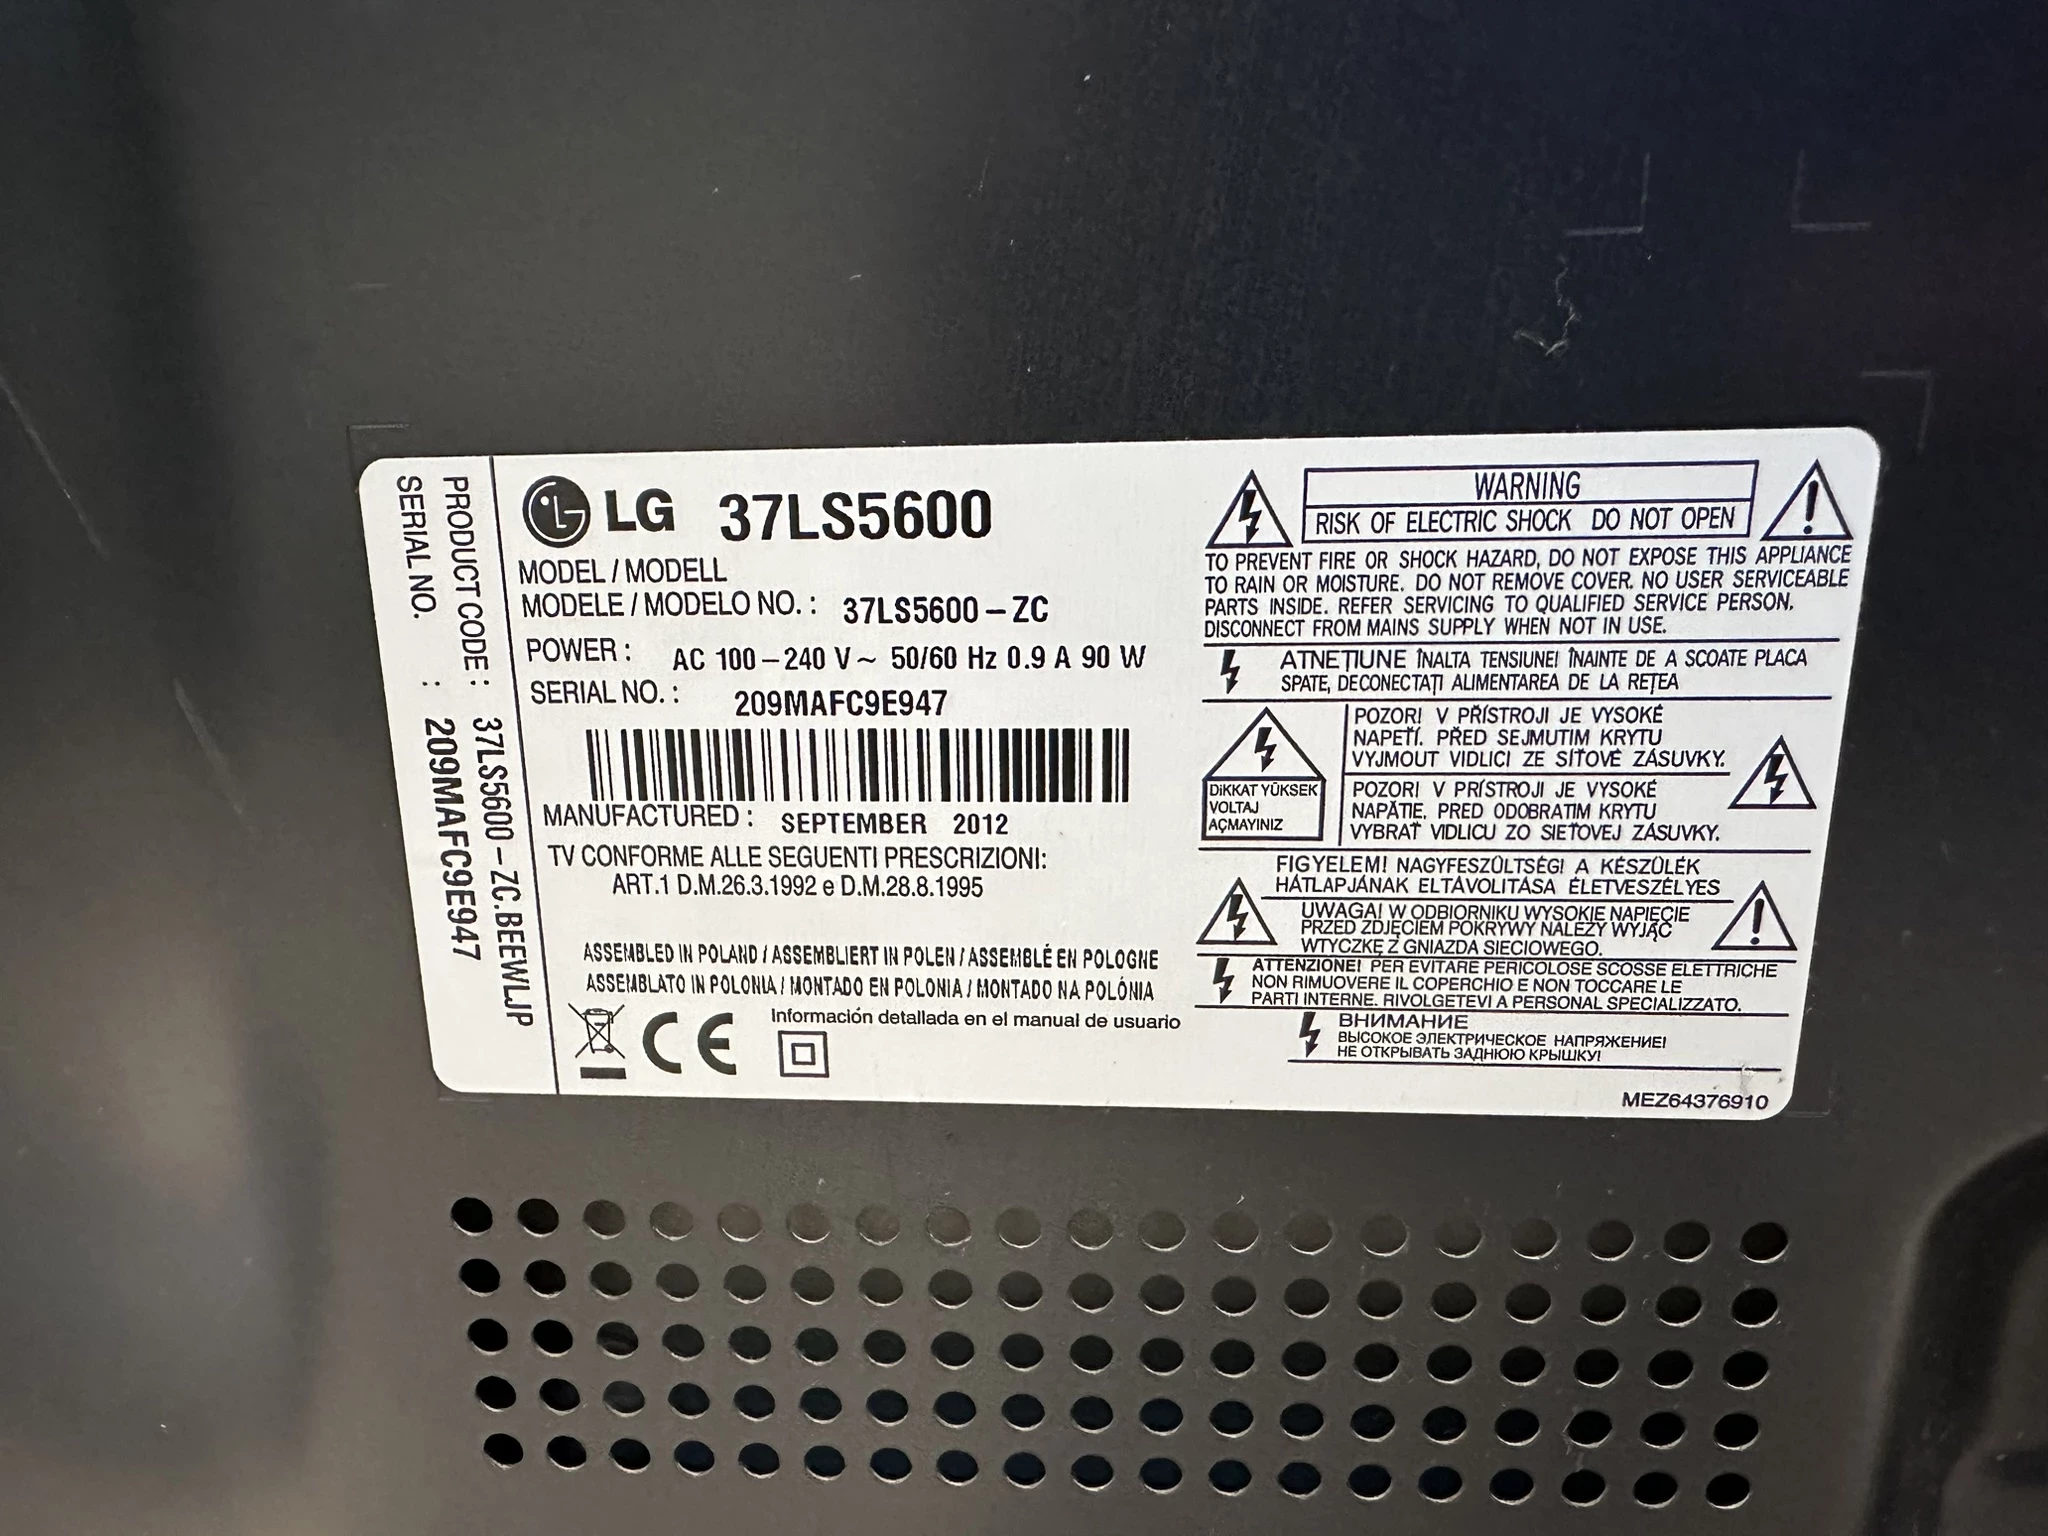 PRODUCT CODE : 37LS5600-ZC.BEEWLJP
SERIAL NO. : 209MAFC9E947
LG 37LS5600
MODEL / MODELL
MODELE / MODELO NO. : 37LS5600-ZC
POWER : AC 100-240 V~ 50/60 Hz 0.9 A 90 W
SERIAL NO. : 209MAFC9E947
MANUFACTURED : SEPTEMBER 2012
TV CONFORME ALLE SEGUENTI PRESCRIZIONI:
ART.1 D.M.26.3.1992 e D.M.28.8.1995
ASSEMBLED IN POLAND / ASSEMBLIERT IN POLEN / ASSEMBLÉ EN POLOGNE
ASSEMBLATO IN POLONIA / MONTADO EN POLONIA / MONTADO NA POLÓNIA
Información detallada en el manual de usuario
CE
WARNING
RISK OF ELECTRIC SHOCK DO NOT OPEN
TO PREVENT FIRE OR SHOCK HAZARD, DO NOT EXPOSE THIS APPLIANCE
TO RAIN OR MOISTURE. DO NOT REMOVE COVER. NO USER SERVICEABLE
PARTS INSIDE. REFER SERVICING TO QUALIFIED SERVICE PERSON.
DISCONNECT FROM MAINS SUPPLY WHEN NOT IN USE.
ATNEȚIUNE ÎNALTA TENSIUNE! ÎNAINTE DE A SCOATE PLACA
SPATE, DECONECTAȚI ALIMENTAREA DE LA REȚEA
DİKKAT YÜKSEK
VOLTAJ
AÇMAYINIZ
POZOR! V PŘÍSTROJI JE VYSOKÉ
NAPETÍ. PŘED SEJMUTIM KRYTU
VYJMOUT VIDLICI ZE SÍŤOVÉ ZÁSUVKY.
POZOR! V PRÍSTROJI JE VYSOKÉ
NAPÄTIE. PRED ODOBRATIM KRYTU
VYBRAŤ VIDLICU ZO SIEŤOVEJ ZÁSUVKY.
FIGYELEM! NAGYFESZÜLTSÉG! A KÉSZÜLÉK
HÁTLAPJÁNAK ELTÁVOLITÁSA ÉLETVESZÉLYES
UWAGA! W ODBIORNIKU WYSOKIE NAPIĘCIE
PRZED ZDJĘCIEM POKRYWY NALEŻY WYJĄĆ
WTYCZKĘ Z GNIAZDA SIECIOWEGO.
ATTENZIONE! PER EVITARE PERICOLOSE SCOSSE ELETTRICHE
NON RIMUOVERE IL COPERCHIO E NON TOCCARE LE
PARTI INTERNE. RIVOLGETEVI A PERSONAL SPECIALIZZATO.
ВНИМАНИЕ
ВЫСОКОЕ ЭЛЕКТРИЧЕСКОЕ НАПРЯЖЕНИЕ!
НЕ ОТКРЫВАТЬ ЗАДНЮЮ КРЫШКУ!
MEZ64376910